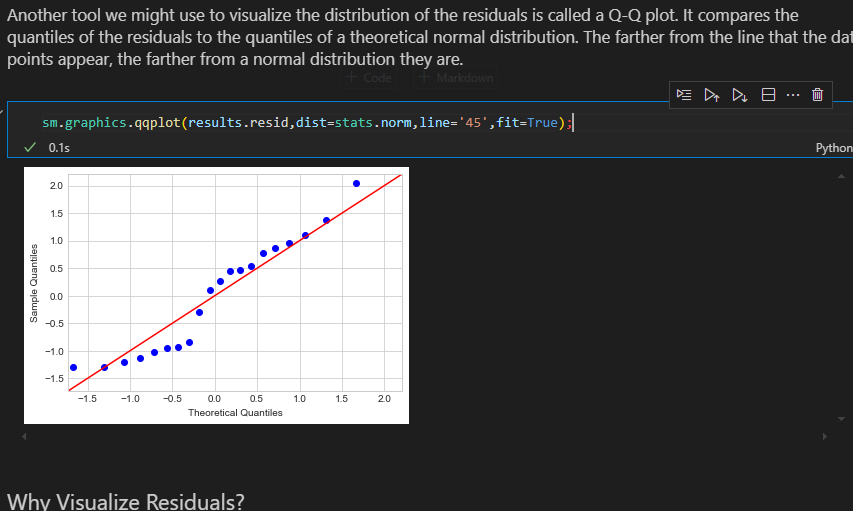 Another tool we might use to visualize the distribution of the residuals is called a Q-Q plot. It compares the
quantiles of the residuals to the quantiles of a theoretical normal distribution. The farther from the line that the dat
points appear, the farther from a normal distribution they are.
+ Code + Markdown
sm.graphics.qqplot(results.resid,dist=stats.norm,line='45',fit=True);
0.1s
Python
2.0
1.5
1.0
0.5
0.0
−0.5
−1.0
−1.5
Sample Quantiles
−1.5 −1.0 −0.5 0.0 0.5 1.0 1.5 2.0
Theoretical Quantiles
Why Visualize Residuals?